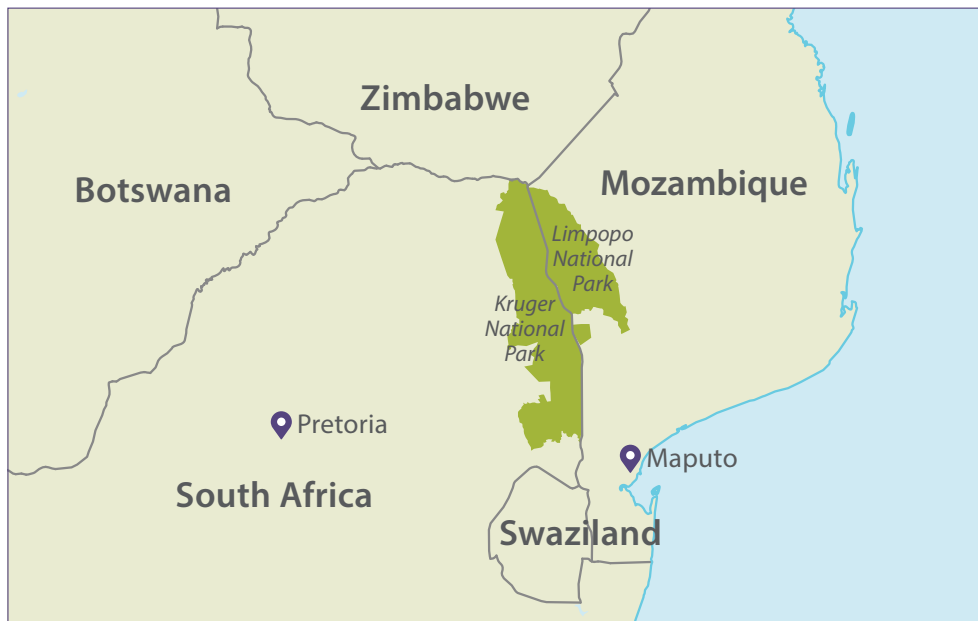 Zimbabwe
Botswana
Mozambique
Limpopo
National
Park
Kruger
National
Park
Pretoria
Maputo
South Africa
Swaziland